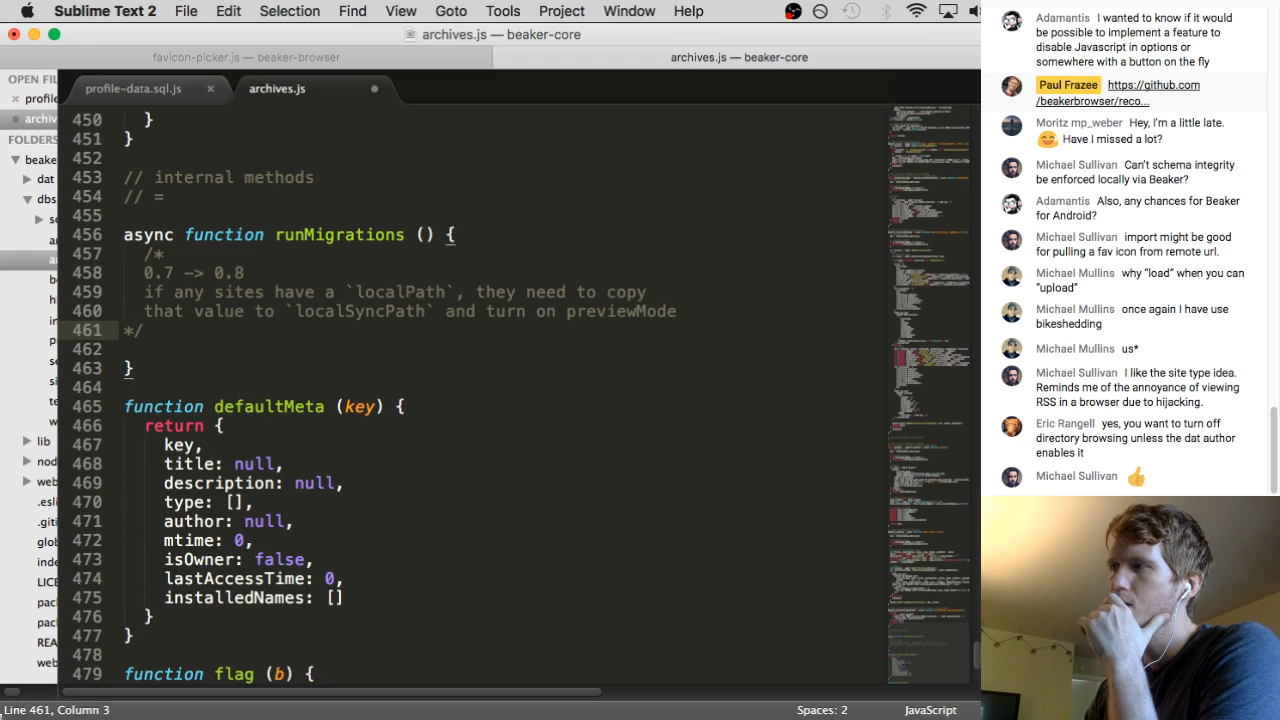 Sublime Text 2 File Edit Selection Find View Goto Tools Project Window Help
archives.js — beaker-core
favicon-picker.js — beaker-browser
archives.js — beaker-core
OPEN FIL
profile
archiv
FOLDERS
beake
dat
dbs
se
ar
ar
bo
hi
in
pr
se
si
te
w
lib
nod
web
.esli
.giti
glob
inde
LICE
pac
pac
REA
web
profile-data.sql.js
archives.js
450 }
451 }
452
453 // internal methods
454 // =
455
456 async function runMigrations () {
457 /*
458 0.7 -> 0.8
459 if any sites have a `localPath`, they need to copy
460 that value to `localSyncPath` and turn on previewMode
461 */
462
463 }
464
465 function defaultMeta (key) {
466 return {
467 key,
468 title: null,
469 description: null,
470 type: [],
471 author: null,
472 mtime: 0,
473 isOwner: false,
474 lastAccessTime: 0,
475 installedNames: []
476 }
477 }
478
479 function flag (b) {
Line 461, Column 3
Spaces: 2
JavaScript
Adamantis I wanted to know if it would
be possible to implement a feature to
disable Javascript in options or
somewhere with a button on the fly
Paul Frazee https://github.com
/beakerbrowser/reco...
Moritz mp_weber Hey, I'm a little late.
Have I missed a lot?
Michael Sullivan Can't schema integrity
be enforced locally via Beaker?
Adamantis Also, any chances for Beaker
for Android?
Michael Sullivan import might be good
for pulling a fav icon from remote url.
Michael Mullins why "load" when you can
"upload"
Michael Mullins once again I have use
bikeshedding
Michael Mullins us*
Michael Sullivan I like the site type idea.
Reminds me of the annoyance of viewing
RSS in a browser due to hijacking.
Eric Rangell yes, you want to turn off
directory browsing unless the dat author
enables it
Michael Sullivan 👍